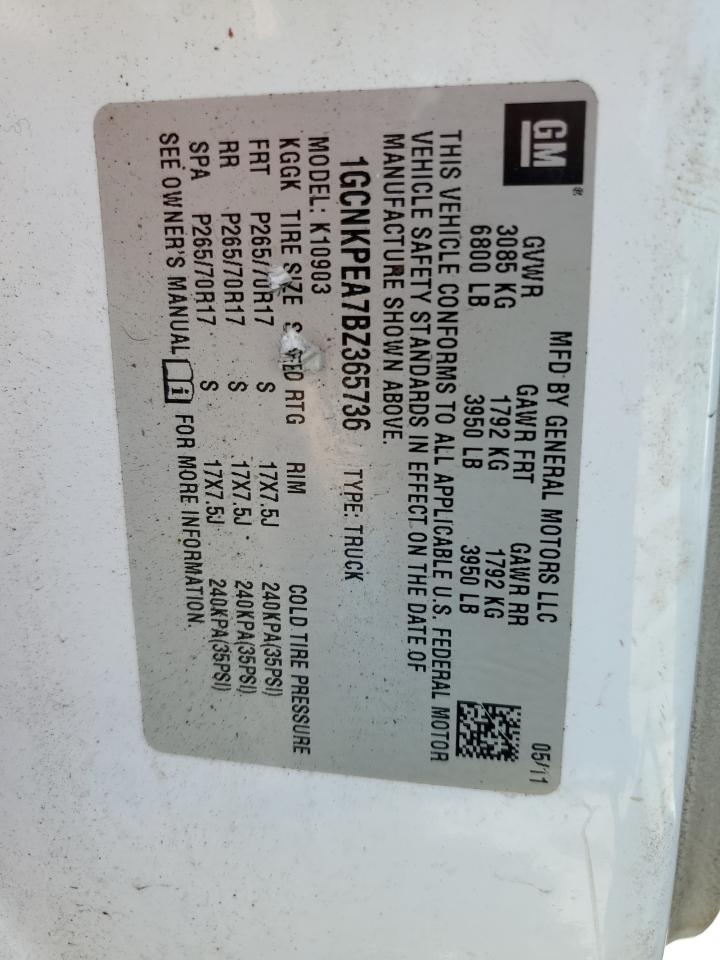 GM ®
MFD BY GENERAL MOTORS LLC 05/11
GVWR GAWR FRT GAWR RR
3085 KG 1792 KG 1792 KG
6800 LB 3950 LB 3950 LB
THIS VEHICLE CONFORMS TO ALL APPLICABLE U.S. FEDERAL MOTOR
VEHICLE SAFETY STANDARDS IN EFFECT ON THE DATE OF
MANUFACTURE SHOWN ABOVE.
1GCNKPEA7BZ365736 TYPE: TRUCK
MODEL: K10903
KGGK TIRE SIZE RTG RIM COLD TIRE PRESSURE
FRT P265/70R17 S 17X7.5J 240KPA(35PSI)
RR P265/70R17 S 17X7.5J 240KPA(35PSI)
SPA P265/70R17 S 17X7.5J 240KPA(35PSI)
SEE OWNER'S MANUAL i FOR MORE INFORMATION.